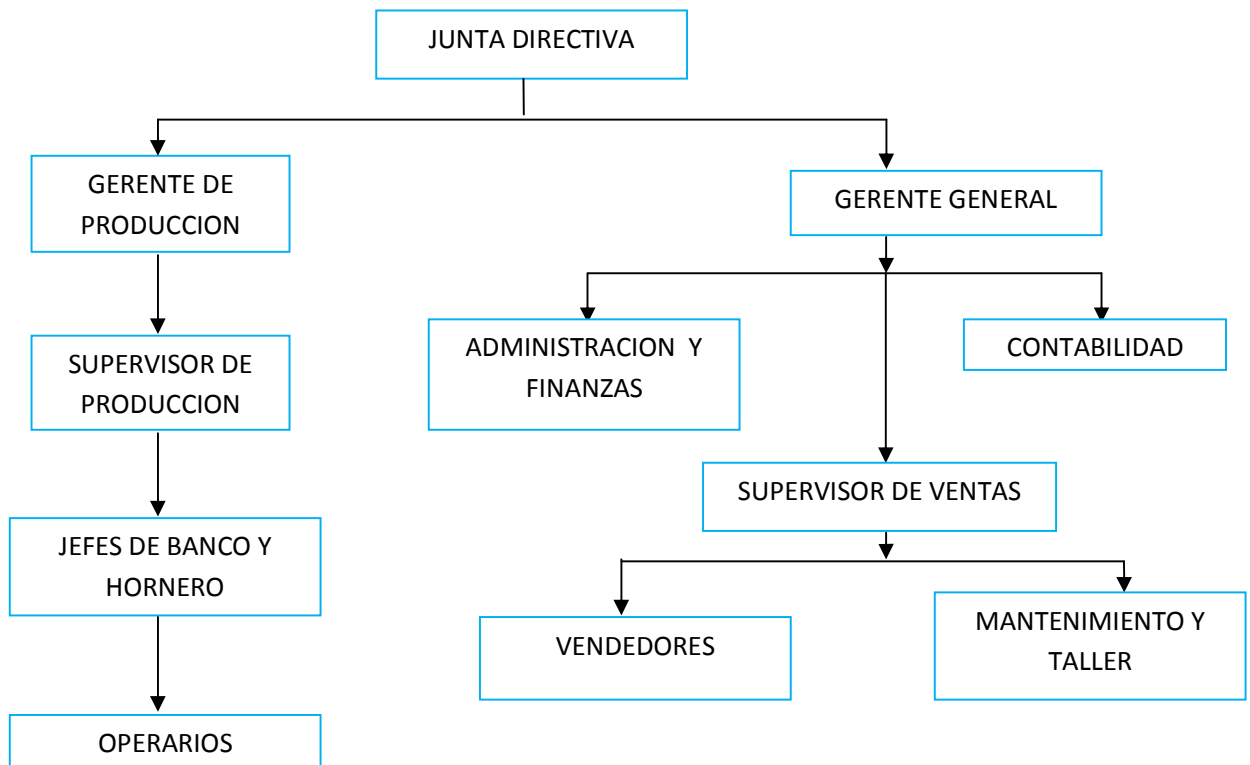 JUNTA DIRECTIVA
GERENTE DE
PRODUCCION
GERENTE GENERAL
SUPERVISOR DE
PRODUCCION
ADMINISTRACION Y
FINANZAS
CONTABILIDAD
SUPERVISOR DE VENTAS
JEFES DE BANCO Y
HORNERO
VENDEDORES
MANTENIMIENTO Y
TALLER
OPERARIOS